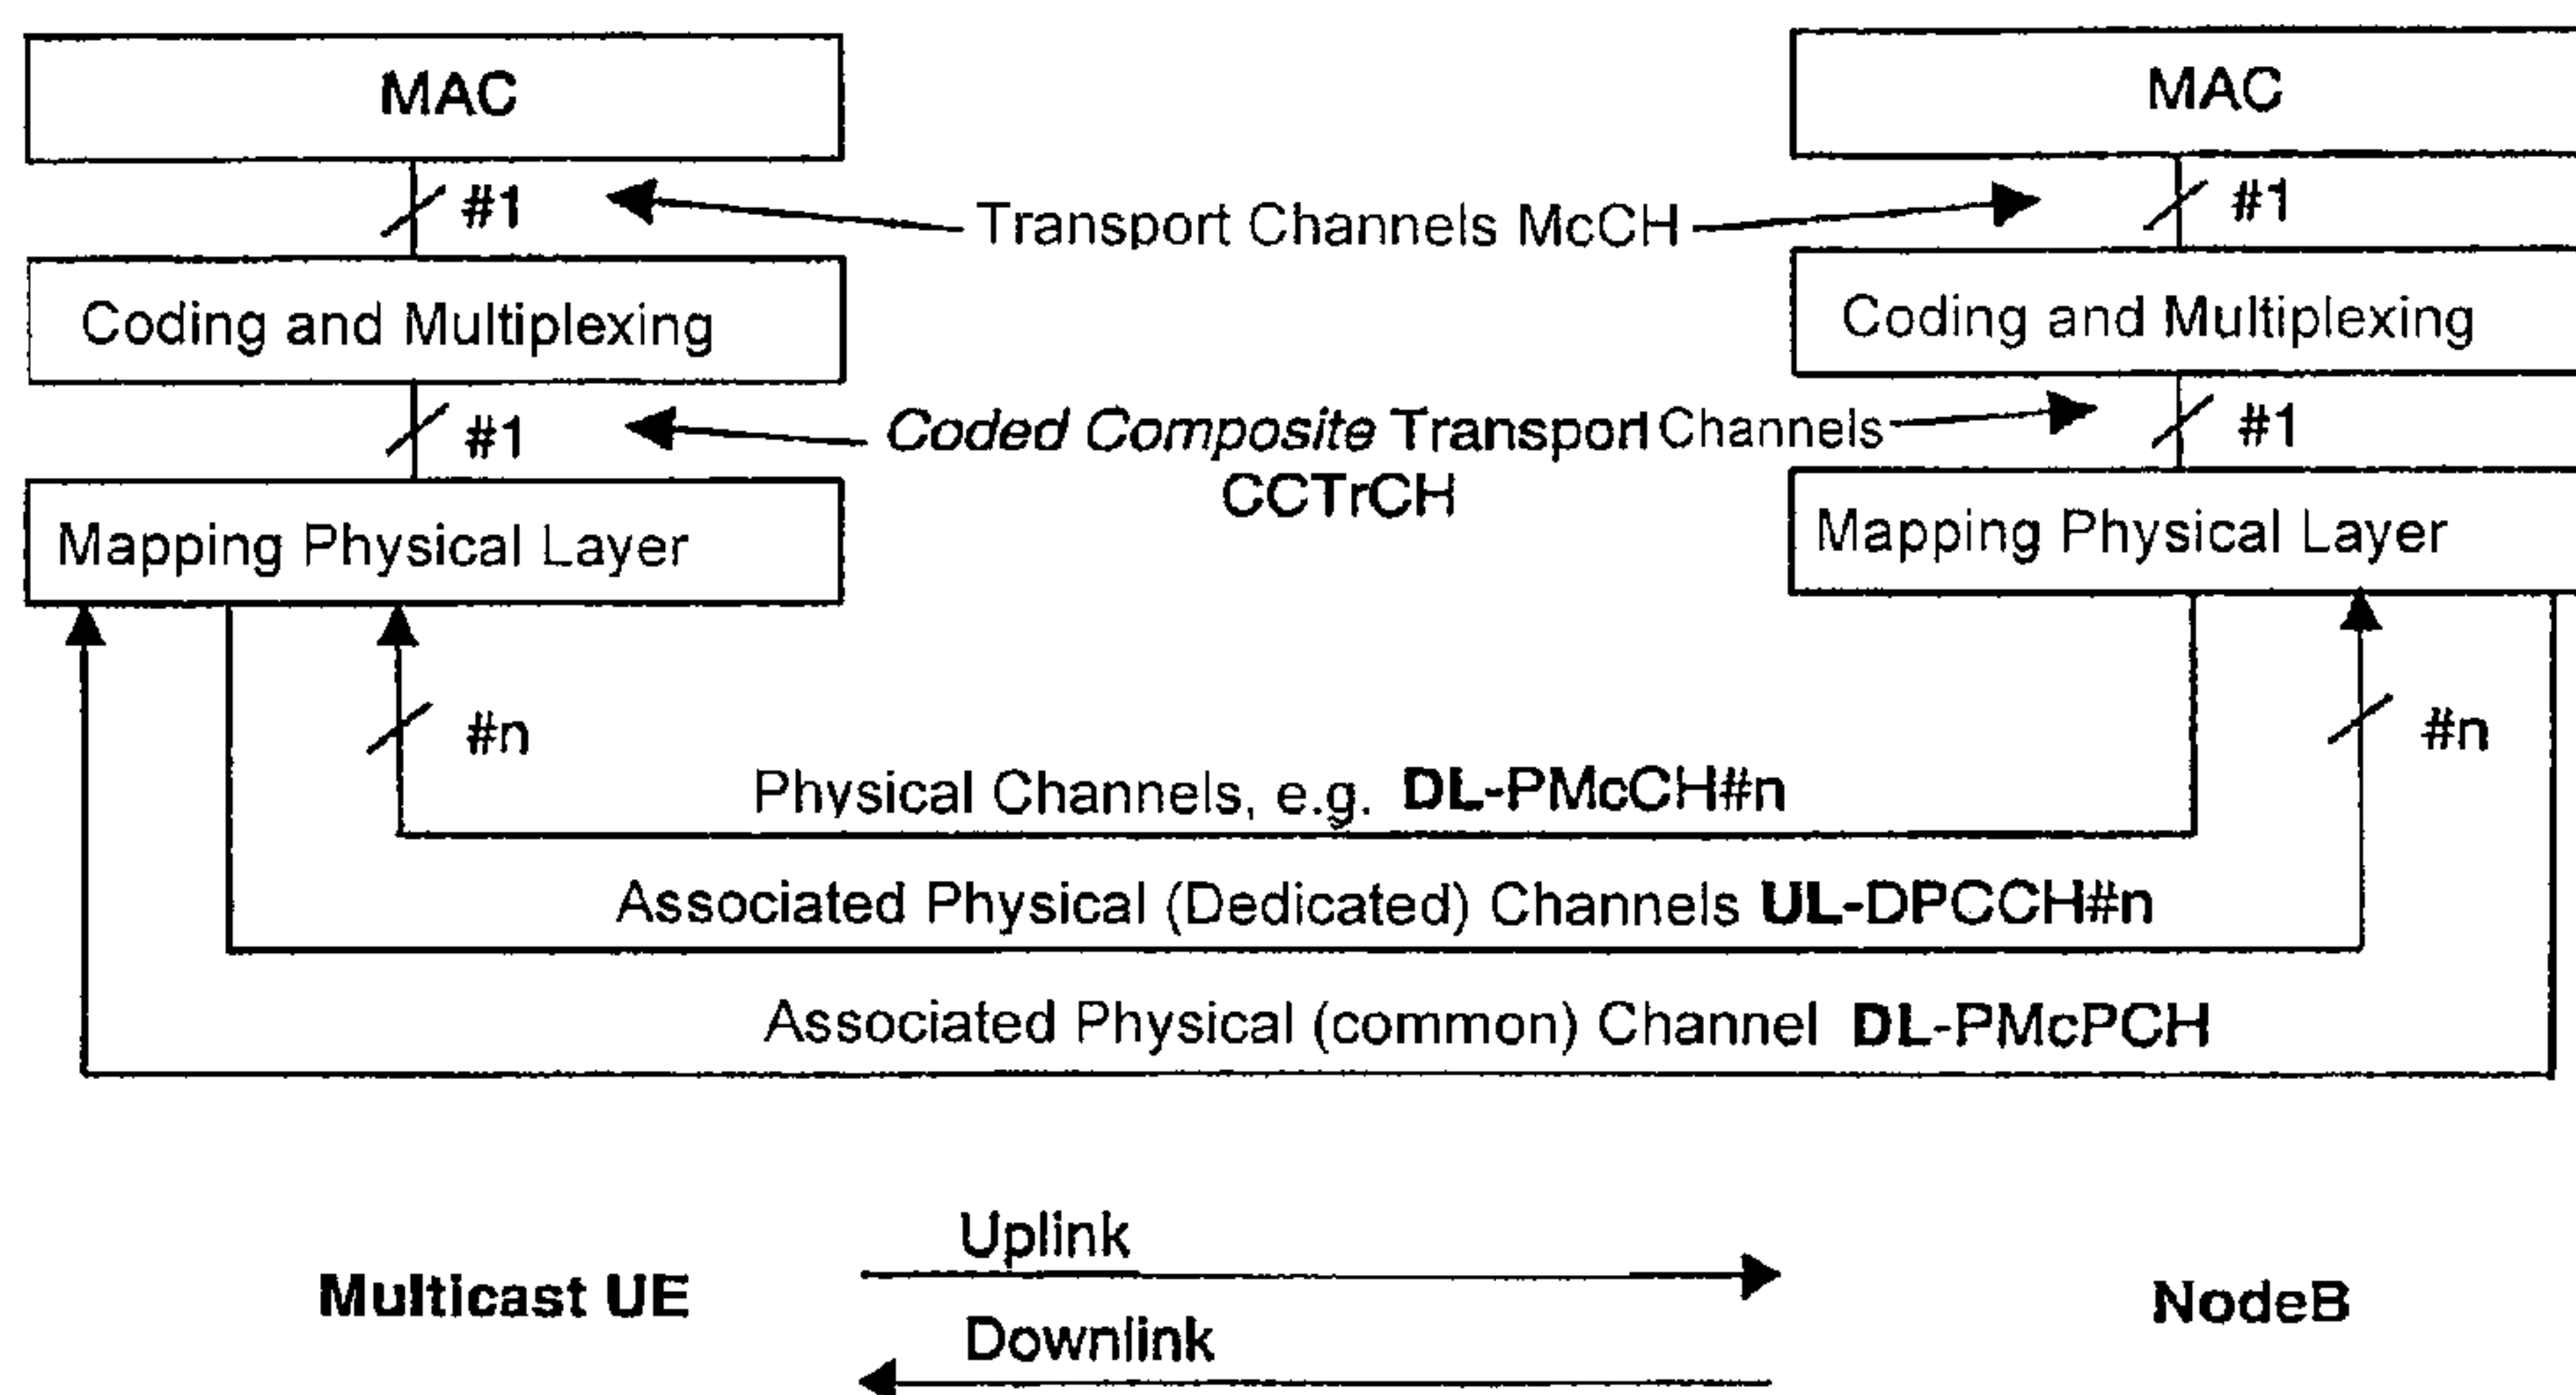 MAC
MAC
#1
Transport Channels McCH
#1
Coding and Multiplexing
Coding and Multiplexing
#1
Coded Composite Transport Channels
#1
CCTrCH
Mapping Physical Layer
Mapping Physical Layer
#n
#n
Physical Channels, e.g. DL-PMcCH#n
Associated Physical (Dedicated) Channels UL-DPCCH#n
Associated Physical (common) Channel DL-PMcPCH
Uplink
Multicast UE
NodeB
Downlink